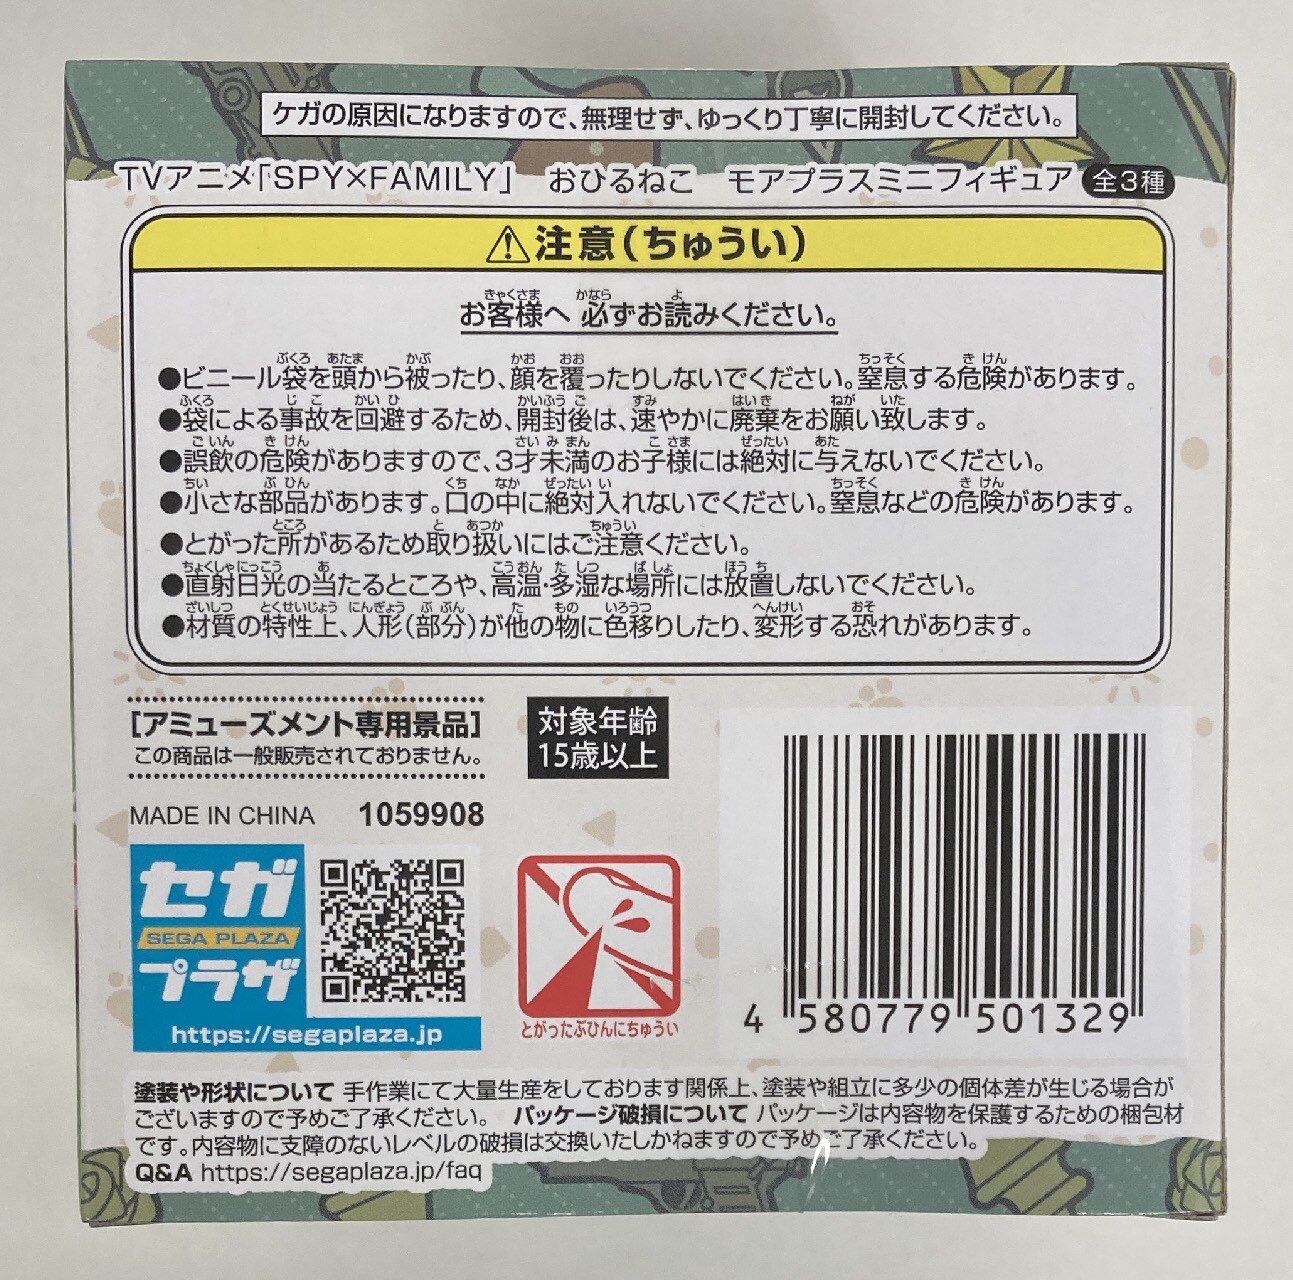 ケガの原因になりますので、無理せず、ゆっくり丁寧に開封してください。
TVアニメ「SPY×FAMILY」 おひるねこ モアプラスミニフィギュア 全3種
注意(ちゅうい)
お客様へ 必ずお読みください。
●ビニール袋を頭から被ったり、顔を覆ったりしないでください。窒息する危険があります。
●袋による事故を回避するため、開封後は、速やかに廃棄をお願い致します。
●誤飲の危険がありますので、3才未満のお子様には絶対に与えないでください。
●小さな部品があります。口の中に絶対入れないでください。窒息などの危険があります。
●とがった所があるため取り扱いにはご注意ください。
●直射日光の当たるところや、高温・多湿な場所には放置しないでください。
●材質の特性上、人形(部分)が他の物に色移りしたり、変形する恐れがあります。
[アミューズメント専用景品]
この商品は一般販売されておりません。
対象年齢
15歳以上
MADE IN CHINA 1059908
セガ
SEGA PLAZA
プラザ
https://segaplaza.jp
とがったぶひんにちゅうい
4 580779 501329
塗装や形状について 手作業にて大量生産をしております関係上、塗装や組立に多少の個体差が生じる場合が
ございますので予めご了承ください。 パッケージ破損について パッケージは内容物を保護するための梱包材
です。内容物に支障のないレベルの破損は交換いたしかねますので予めご了承ください。
Q&A https://segaplaza.jp/faq